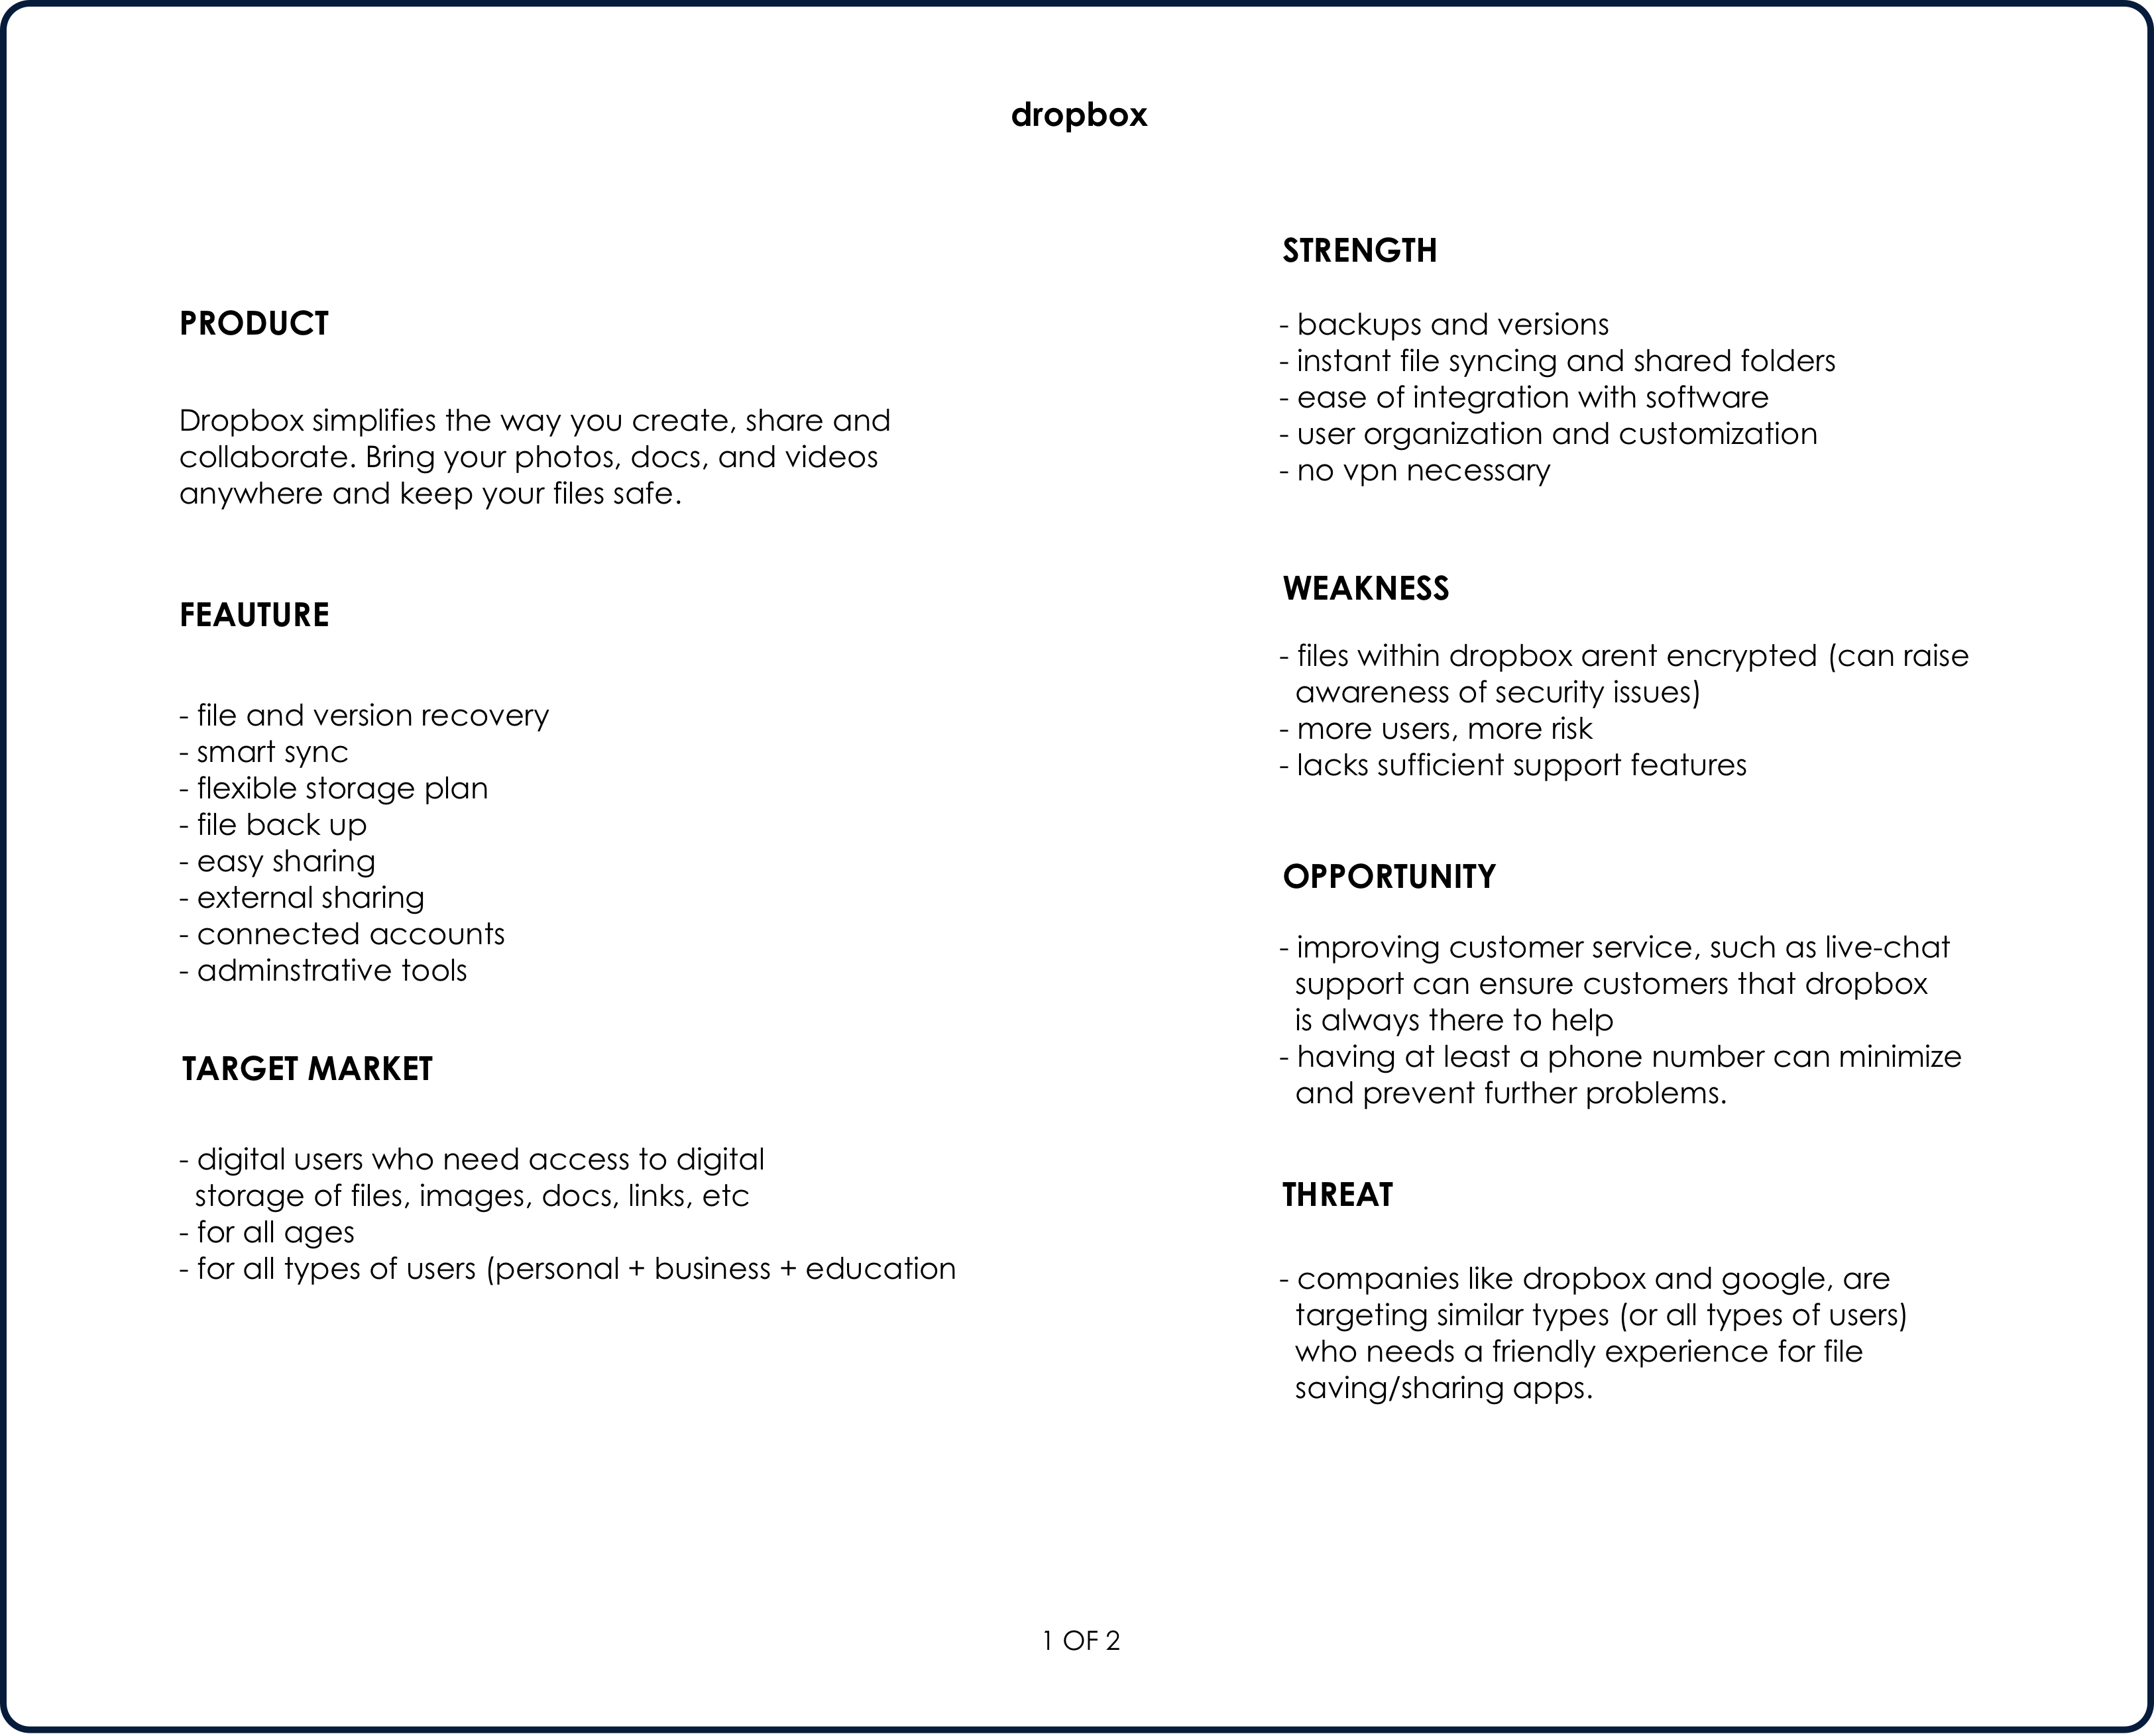 dropbox
PRODUCT
Dropbox simplifies the way you create, share and
collaborate. Bring your photos, docs, and videos
anywhere and keep your files safe.
FEAUTURE
- file and version recovery
- smart sync
- flexible storage plan
- file back up
- easy sharing
- external sharing
- connected accounts
- adminstrative tools
TARGET MARKET
- digital users who need access to digital
storage of files, images, docs, links, etc
- for all ages
- for all types of users (personal + business + education
STRENGTH
- backups and versions
- instant file syncing and shared folders
- ease of integration with software
- user organization and customization
- no vpn necessary
WEAKNESS
- files within dropbox arent encrypted (can raise
awareness of security issues)
- more users, more risk
- lacks sufficient support features
OPPORTUNITY
- improving customer service, such as live-chat
support can ensure customers that dropbox
is always there to help
- having at least a phone number can minimize
and prevent further problems.
THREAT
- companies like dropbox and google, are
targeting similar types (or all types of users)
who needs a friendly experience for file
saving/sharing apps.
1 OF 2